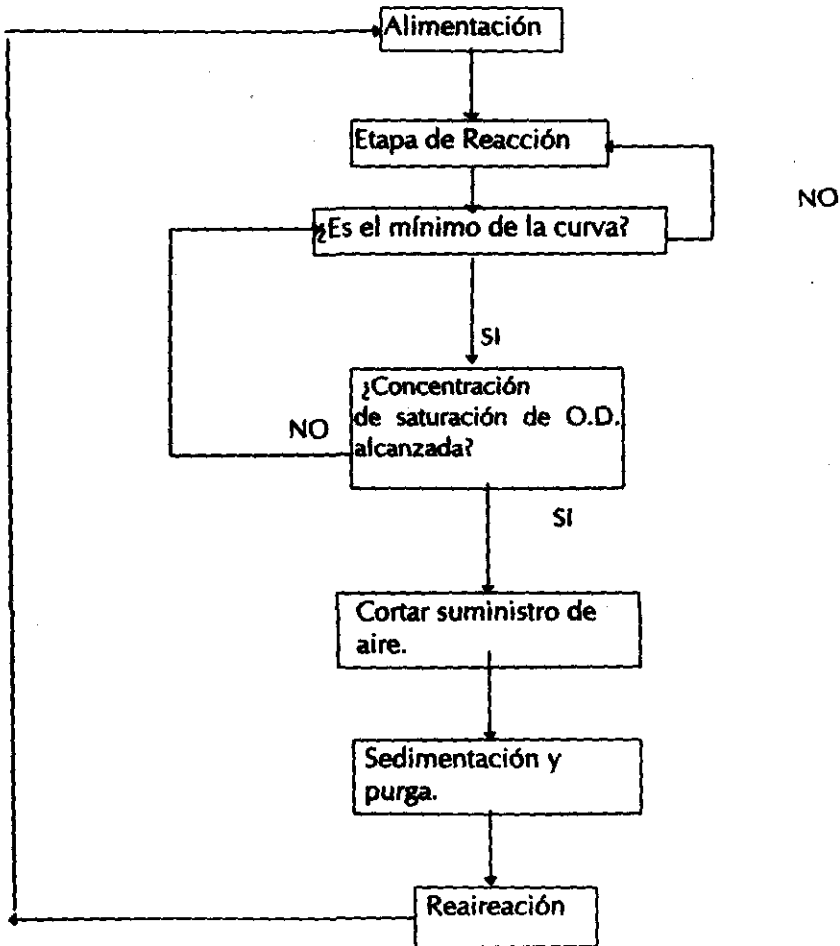 Alimentación
Etapa de Reacción
NO
¿Es el mínimo de la curva?
SI
¿Concentración
de saturación de O.D.
alcanzada?
NO
SI
Cortar suministro de
aire.
Sedimentación y
purga.
Reaireación